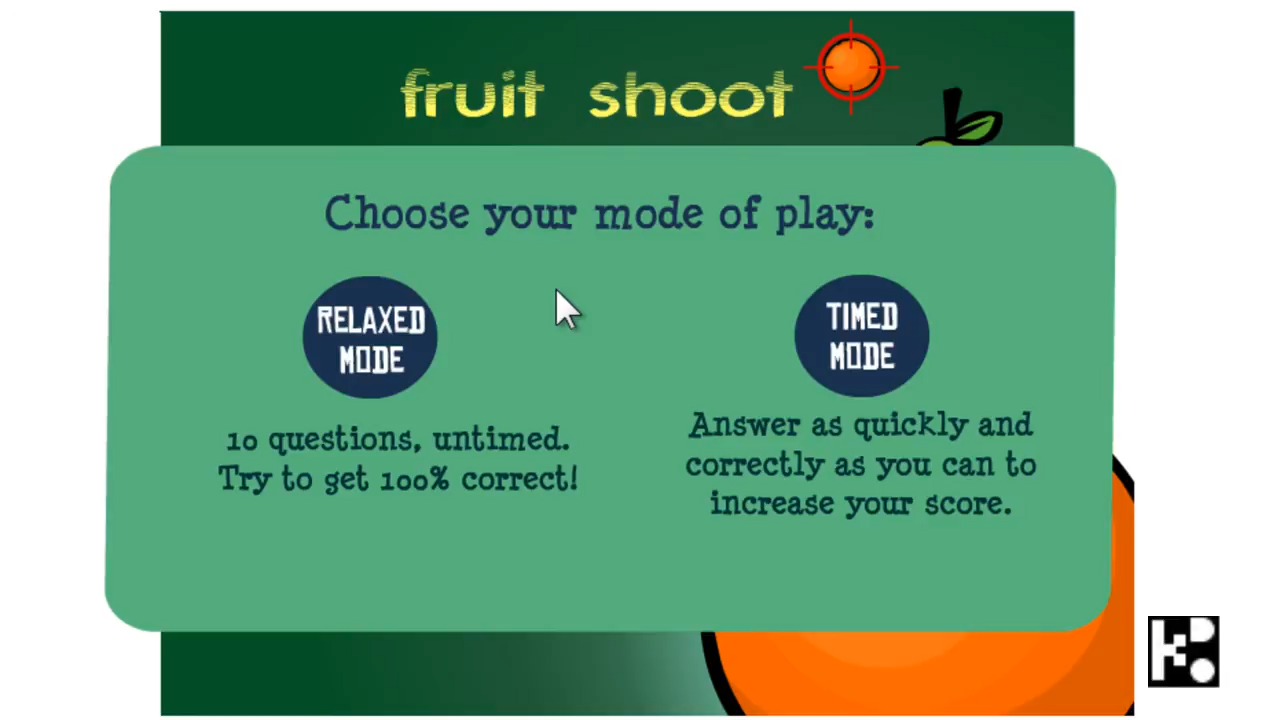 fruit shoot
Choose your mode of play:
RELAXED
MODE
10 questions, untimed.
Try to get 100% correct!
TIMED
MODE
Answer as quickly and
correctly as you can to
increase your score.